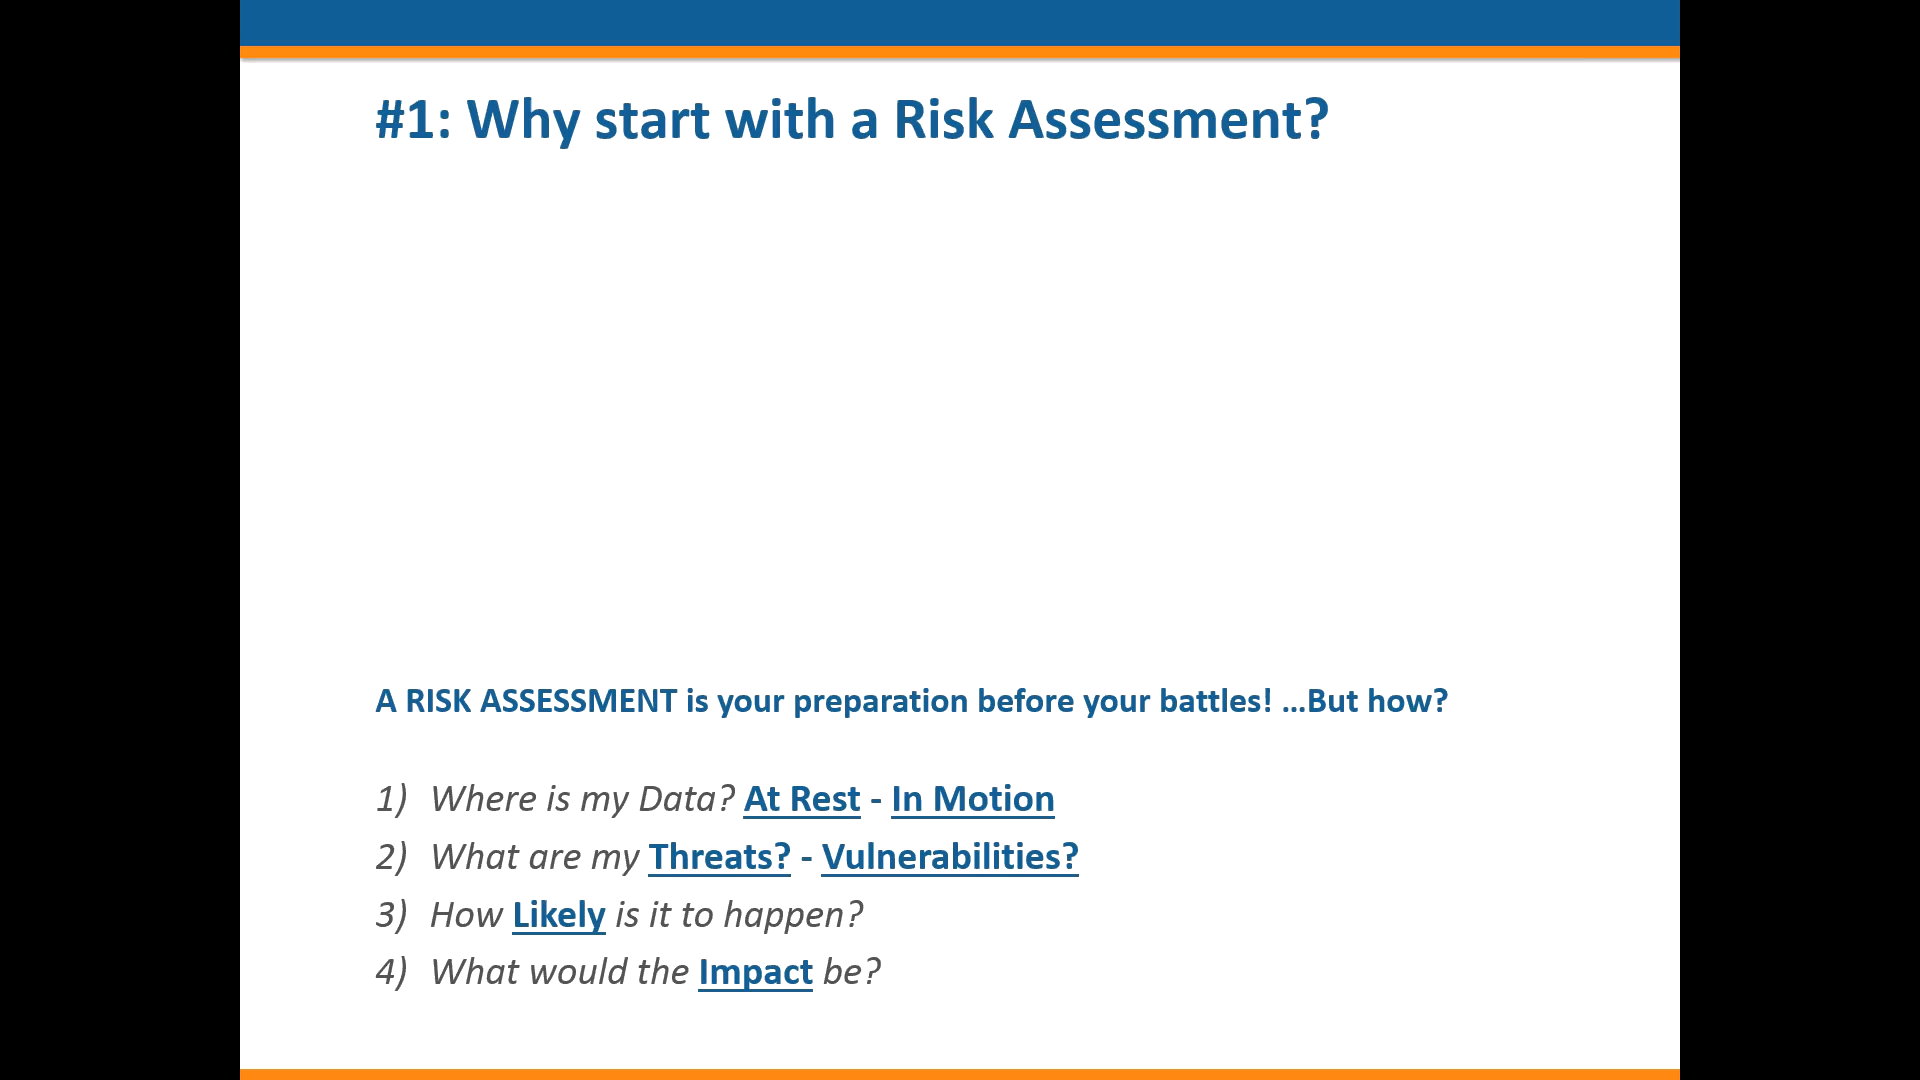 #1: Why start with a Risk Assessment?
A RISK ASSESSMENT is your preparation before your battles! ...But how?
1) Where is my Data? At Rest - In Motion
2) What are my Threats? - Vulnerabilities?
3) How Likely is it to happen?
4) What would the Impact be?